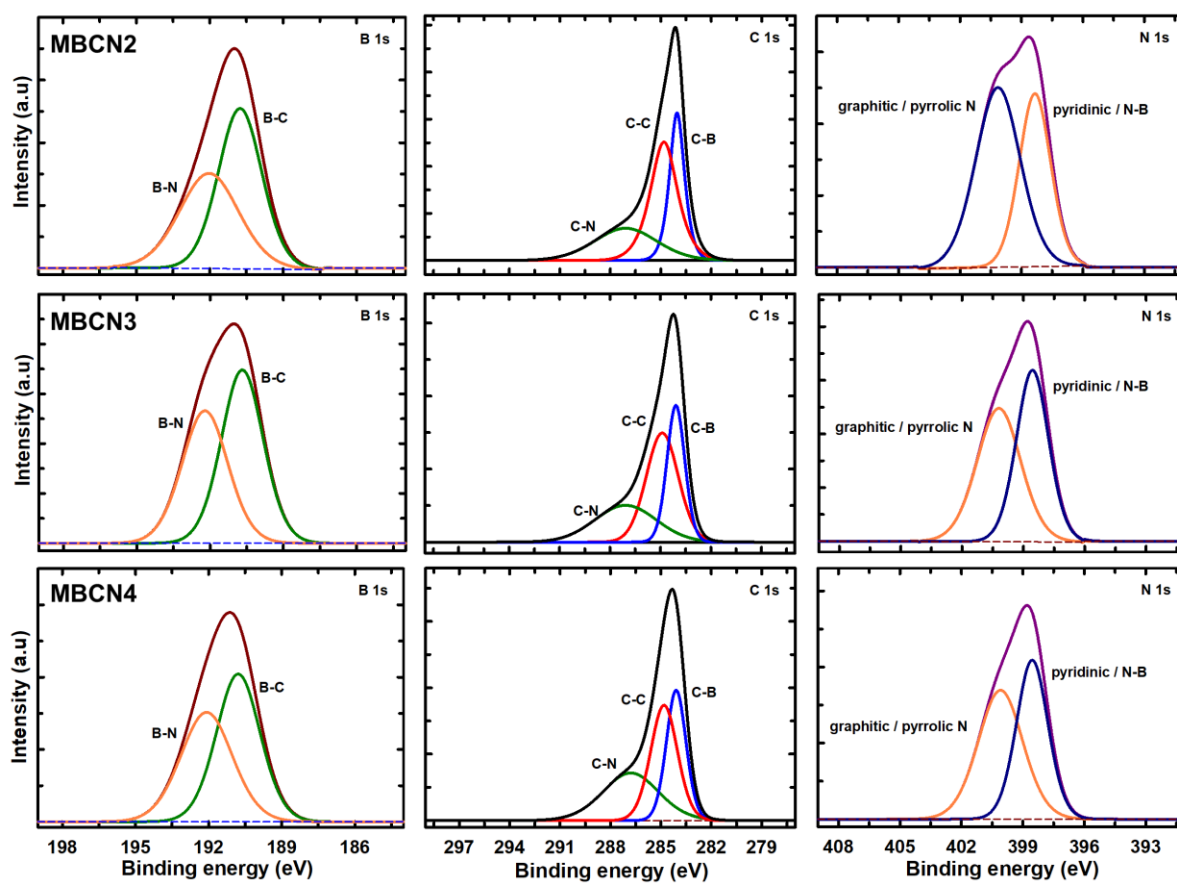 MBCN2
B 1s
B-C
B-N
Intensity (a.u)
C 1s
C-C
C-B
C-N
N 1s
graphitic / pyrrolic N
pyridinic / N-B
MBCN3
B 1s
B-C
B-N
Intensity (a.u)
C 1s
C-C
C-B
C-N
N 1s
pyridinic / N-B
graphitic / pyrrolic N
MBCN4
B 1s
B-C
B-N
Intensity (a.u)
198 195 192 189 186
Binding energy (eV)
C 1s
C-C
C-B
C-N
297 294 291 288 285 282 279
Binding energy (eV)
N 1s
pyridinic / N-B
graphitic / pyrrolic N
408 405 402 399 396 393
Binding energy (eV)